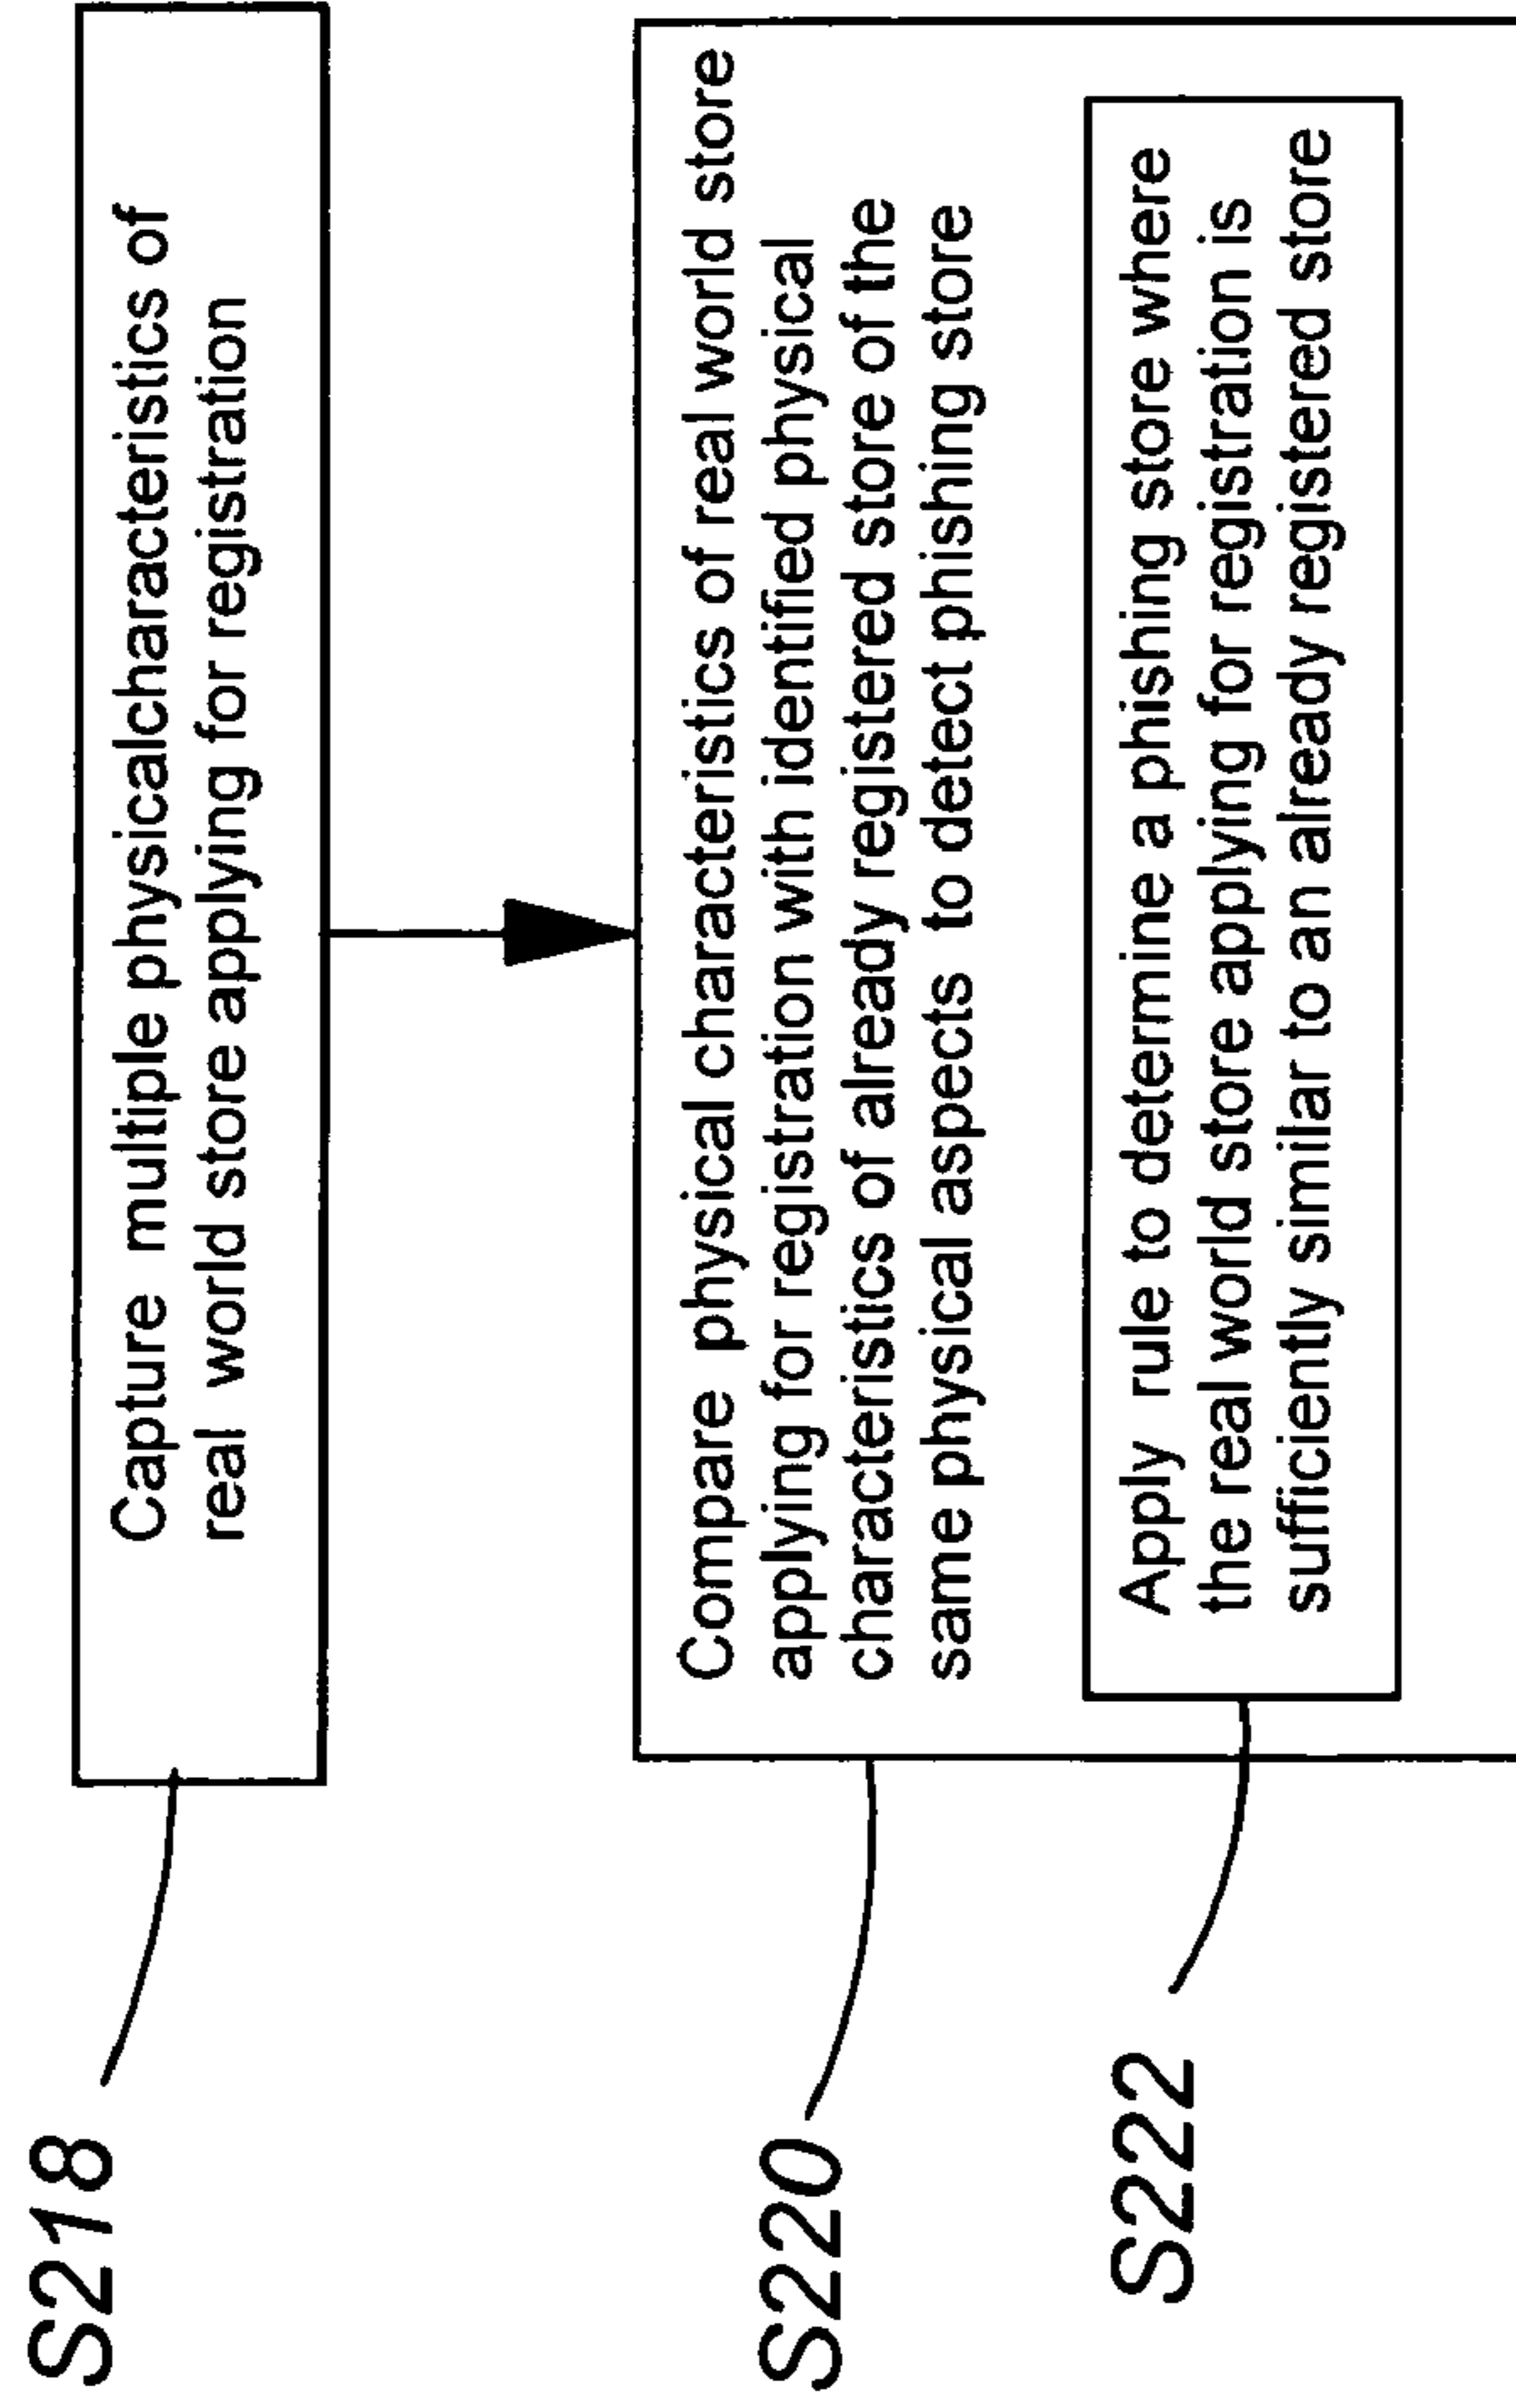 S218
Capture multiple physicalcharacteristics of
real world store applying for registration
S220
Compare physical characteristics of real world store
applying for registration with identified physical
characteristics of already registered store of the
same physical aspects to detect phishing store
S222
Apply rule to determine a phishing store where
the real world store applying for registration is
sufficiently similar to an already registered store